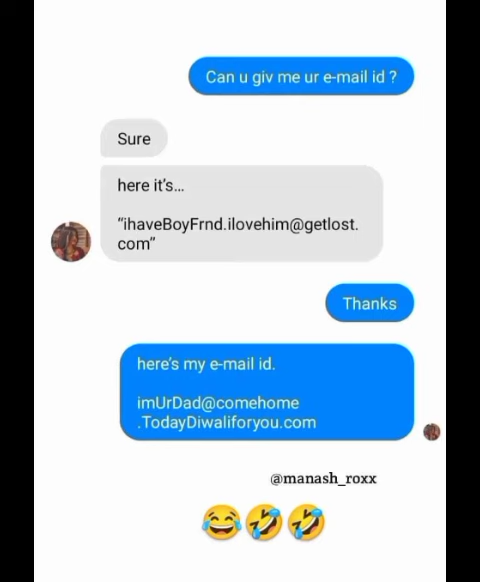 Can u giv me ur e-mail id ?
Sure
here it's...
“ihaveBoyFrnd.ilovehim@getlost.
com”
Thanks
here's my e-mail id.
imUrDad@comehome
.TodayDiwaliforyou.com
@manash_roxx
😂🤣🤣